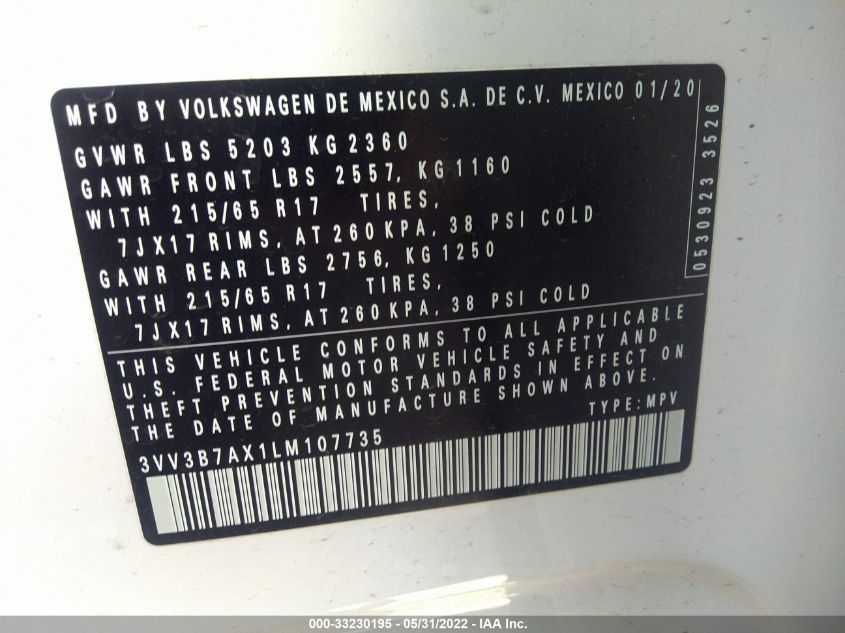 MFD BY VOLKSWAGEN DE MEXICO S.A. DE C.V. MEXICO 01/20
GVWR LBS 5203 KG 2360
GAWR FRONT LBS 2557, KG 1160
WITH 215/65 R17 TIRES,
7JX17 RIMS, AT 260 KPA, 38 PSI COLD
GAWR REAR LBS 2756, KG 1250
WITH 215/65 R17 TIRES,
7JX17 RIMS, AT 260 KPA, 38 PSI COLD
0530923 3526
THIS VEHICLE CONFORMS TO ALL APPLICABLE
U.S. FEDERAL MOTOR VEHICLE SAFETY AND
THEFT PREVENTION STANDARDS IN EFFECT ON
THE DATE OF MANUFACTURE SHOWN ABOVE.
TYPE: MPV
3VV3B7AX1LM107735
000-33230195 - 05/31/2022 - IAA Inc.